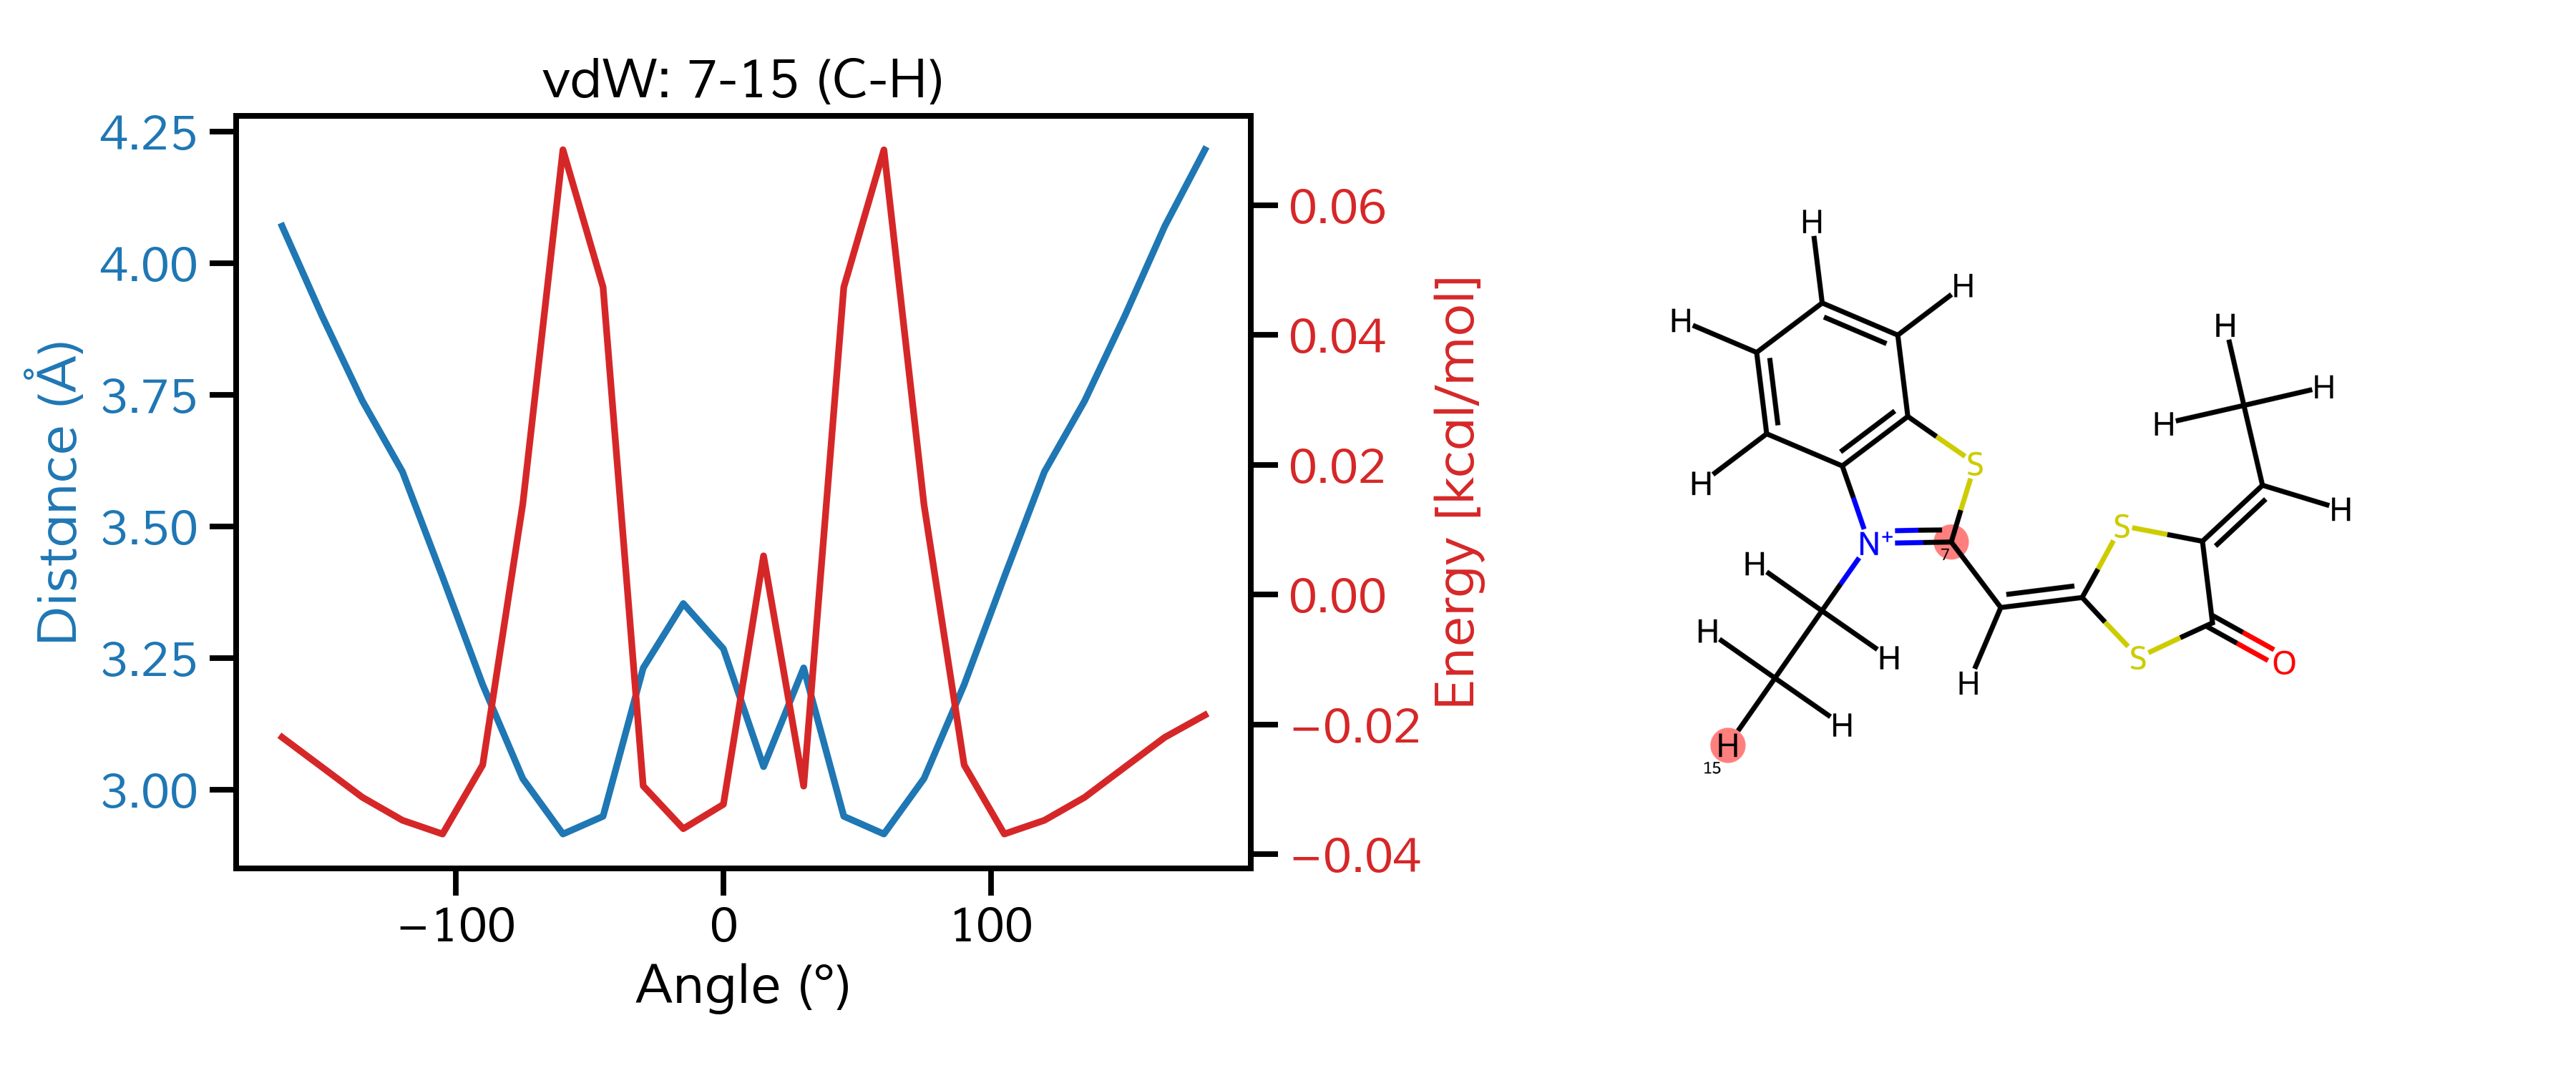 vdW: 7-15 (C-H)
4.25
4.00
3.75
3.50
3.25
3.00
Distance (Å)
0.06
0.04
0.02
0.00
−0.02
−0.04
Energy [kcal/mol]
−100
0
100
Angle (°)
H
H
H
H
S
N+
7
H
H
H
H
H
15
H
S
S
O
H
H
H
H